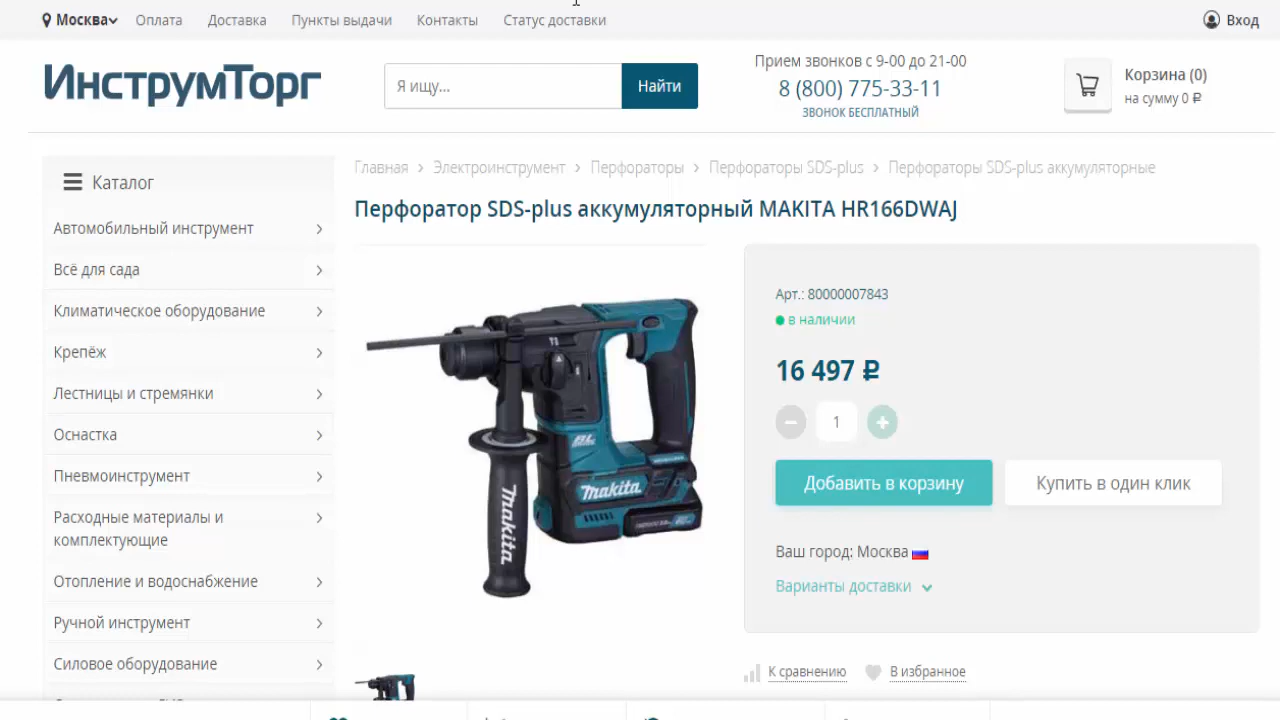 Москва Оплата Доставка Пункты выдачи Контакты Статус доставки Вход
ИнструмТорг
Я ищу...
Найти
Прием звонков с 9-00 до 21-00
8 (800) 775-33-11
ЗВОНОК БЕСПЛАТНЫЙ
Корзина (0)
на сумму 0 ₽
Каталог
Автомобильный инструмент
Всё для сада
Климатическое оборудование
Крепёж
Лестницы и стремянки
Оснастка
Пневмоинструмент
Расходные материалы и
комплектующие
Отопление и водоснабжение
Ручной инструмент
Силовое оборудование
Главная › Электроинструмент › Перфораторы › Перфораторы SDS-plus › Перфораторы SDS-plus аккумуляторные
Перфоратор SDS-plus аккумуляторный MAKITA HR166DWAJ
BL
Makita
Makita
Арт.: 80000007843
в наличии
16 497 ₽
1
Добавить в корзину
Купить в один клик
Ваш город: Москва
Варианты доставки
К сравнению
В избранное